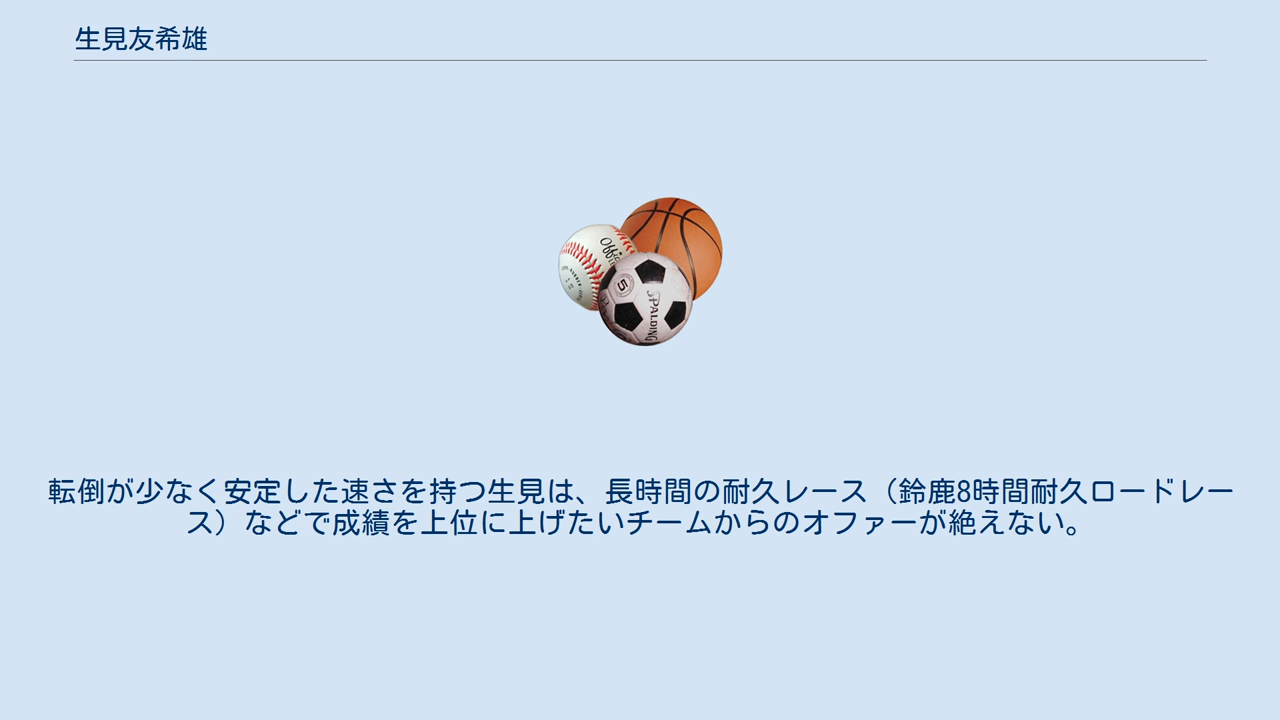 生見友希雄
Offic
5
SPALDING
転倒が少なく安定した速さを持つ生見は、長時間の耐久レース（鈴鹿8時間耐久ロードレー
ス）などで成績を上位に上げたいチームからのオファーが絶えない。